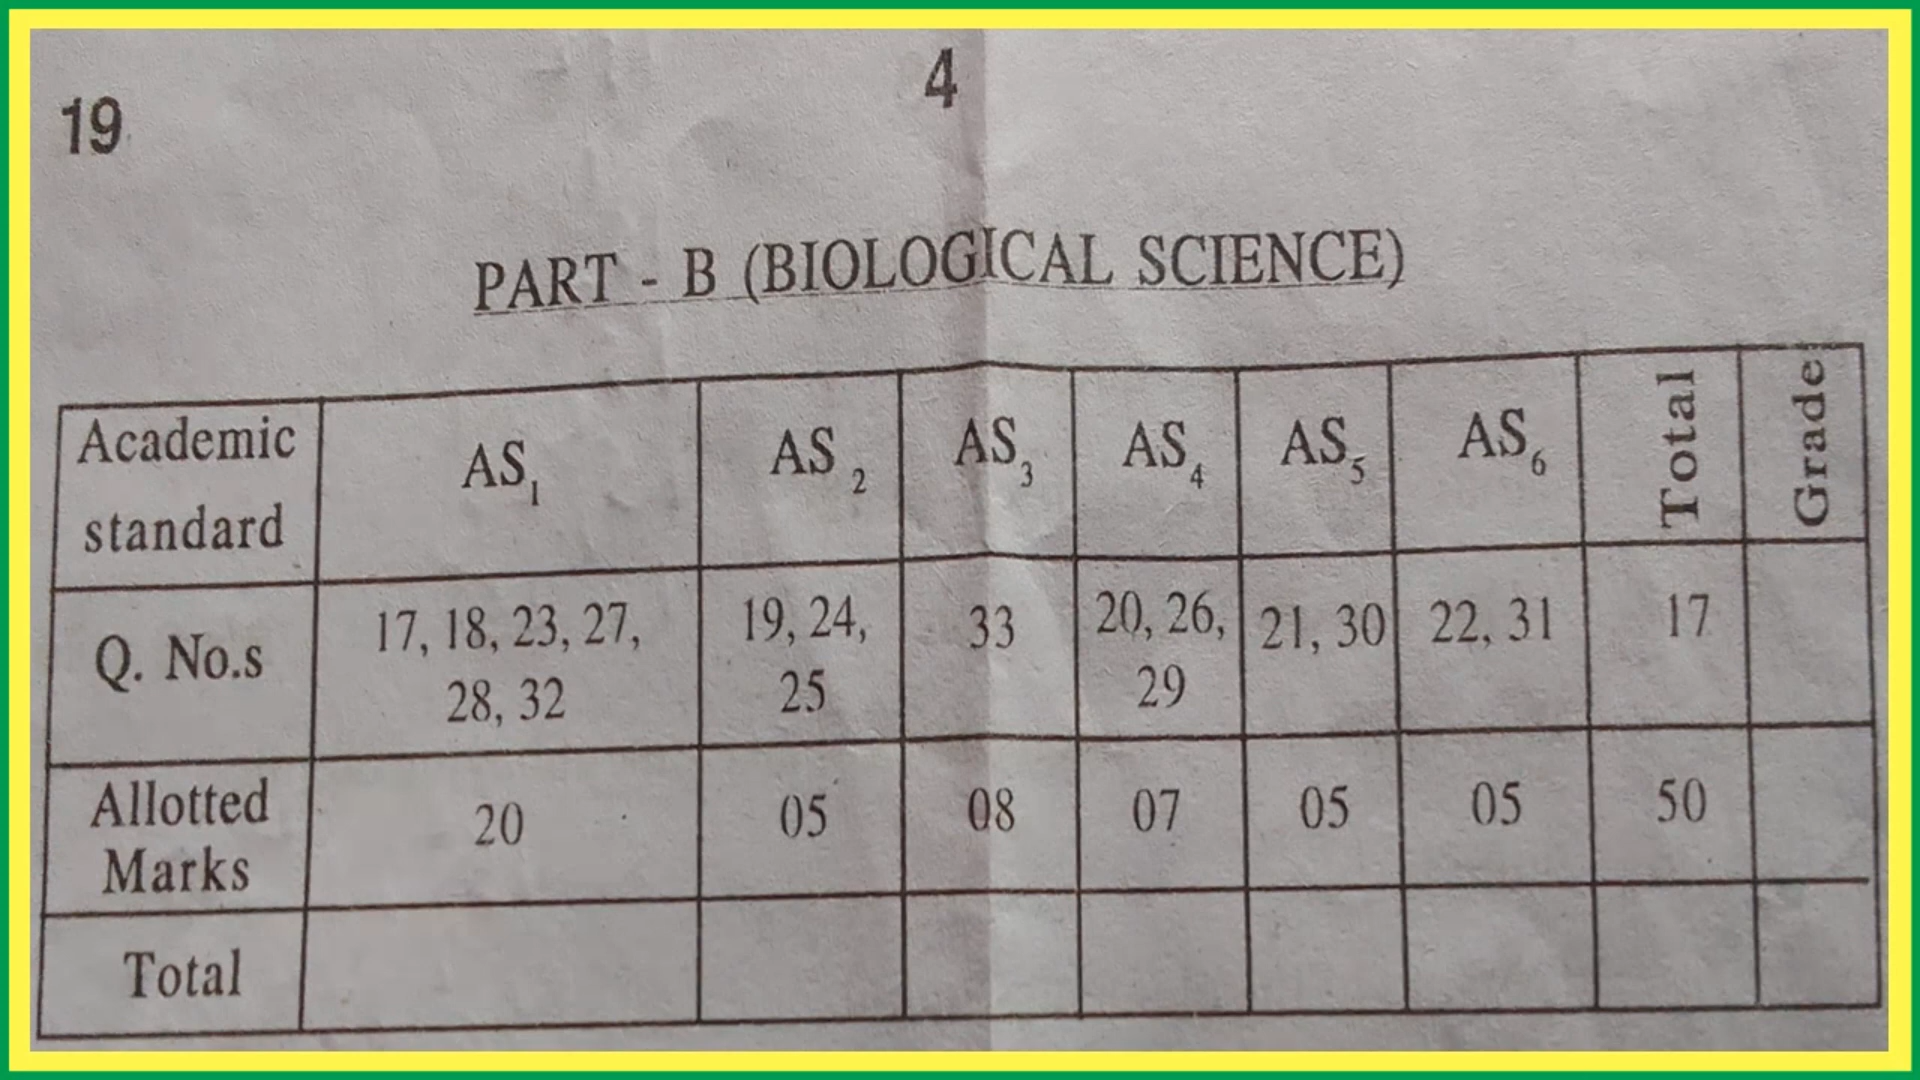 19
4
PART - B (BIOLOGICAL SCIENCE)
Academic standard AS1 AS2 AS3 AS4 AS5 AS6 Total Grade
Q. No.s 17, 18, 23, 27, 28, 32 19, 24, 25 33 20, 26, 29 21, 30 22, 31 17
Allotted Marks 20 05 08 07 05 05 50
Total